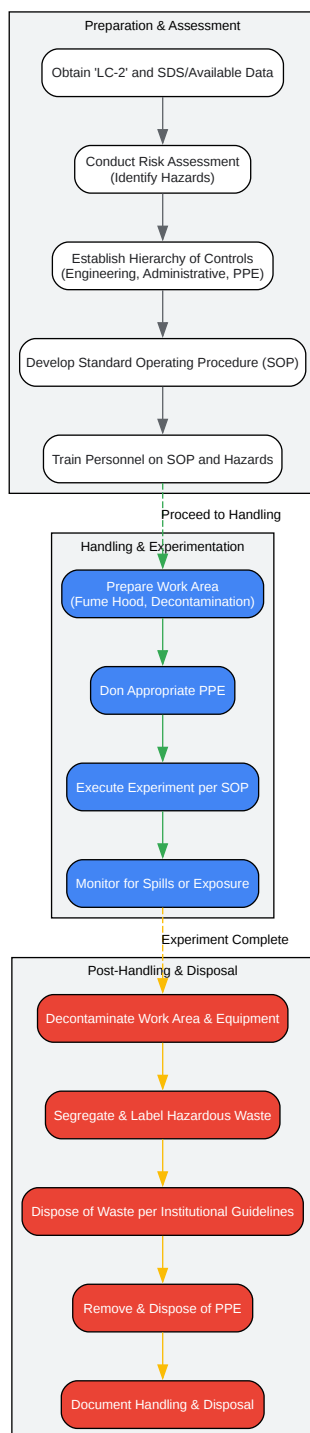 Preparation & Assessment
Obtain 'LC-2' and SDS/Available Data
Conduct Risk Assessment
(Identify Hazards)
Establish Hierarchy of Controls
(Engineering, Administrative, PPE)
Develop Standard Operating Procedure (SOP)
Train Personnel on SOP and Hazards
Proceed to Handling
Handling & Experimentation
Prepare Work Area
(Fume Hood, Decontamination)
Don Appropriate PPE
Execute Experiment per SOP
Monitor for Spills or Exposure
Experiment Complete
Post-Handling & Disposal
Decontaminate Work Area & Equipment
Segregate & Label Hazardous Waste
Dispose of Waste per Institutional Guidelines
Remove & Dispose of PPE
Document Handling & Disposal